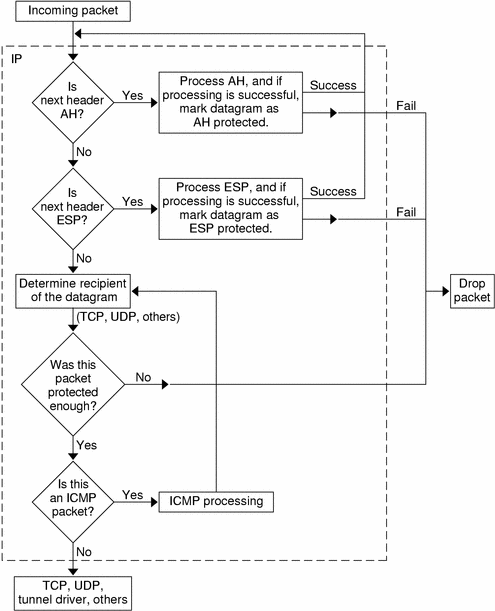 Incoming packet
IP
Is
next header
AH?
Yes
Process AH, and if
processing is successful,
mark datagram as
AH protected.
Success
Fail
No
Is
next header
ESP?
Yes
Process ESP, and if
processing is successful,
mark datagram as
ESP protected.
Success
Fail
No
Determine recipient
of the datagram
Drop
packet
(TCP, UDP, others)
Was this
packet
protected
enough?
No
Yes
Is this
an ICMP
packet?
Yes
ICMP processing
No
TCP, UDP,
tunnel driver, others